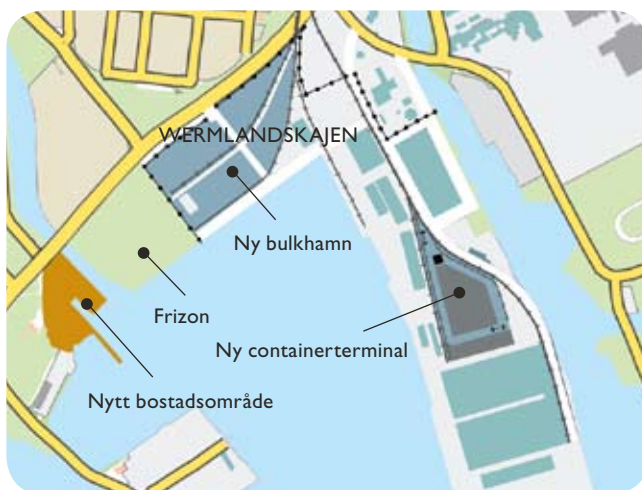 WERMLANDSKAJEN
Ny bulkhamn
Frizon
Ny containerterminal
Nytt bostadsområde